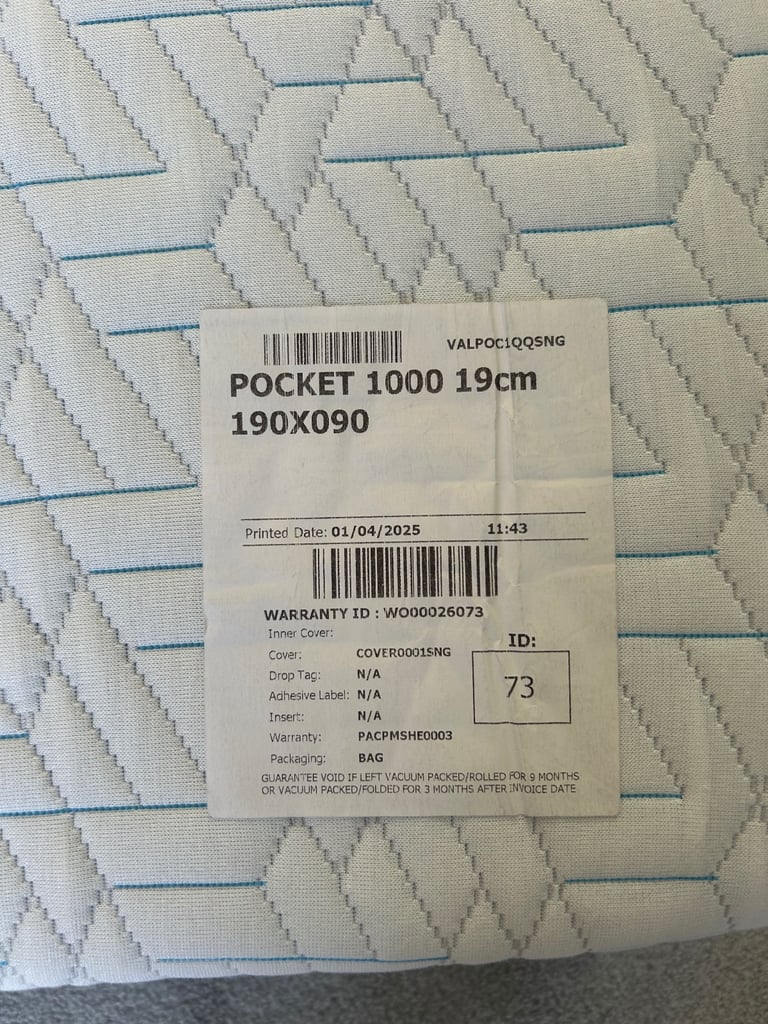 VALPOC1QQSNG
POCKET 1000 19cm
190X090
Printed Date: 01/04/2025 11:43
WARRANTY ID : WO00026073
Inner Cover:
ID:
Cover: COVER0001SNG
Drop Tag: N/A
73
Adhesive Label: N/A
Insert: N/A
Warranty: PACPMSHE0003
Packaging: BAG
GUARANTEE VOID IF LEFT VACUUM PACKED/ROLLED FOR 9 MONTHS
OR VACUUM PACKED/FOLDED FOR 3 MONTHS AFTER INVOICE DATE